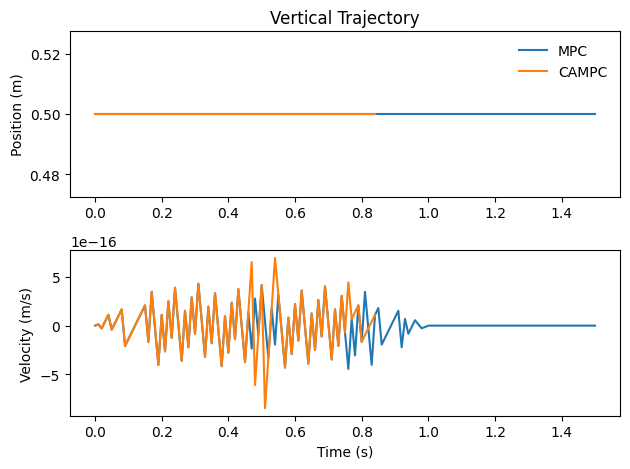 Vertical Trajectory
MPC
CAMPC
Position (m)
0.52
0.50
0.48
0.0 0.2 0.4 0.6 0.8 1.0 1.2 1.4
1e−16
Velocity (m/s)
5
0
−5
0.0 0.2 0.4 0.6 0.8 1.0 1.2 1.4
Time (s)